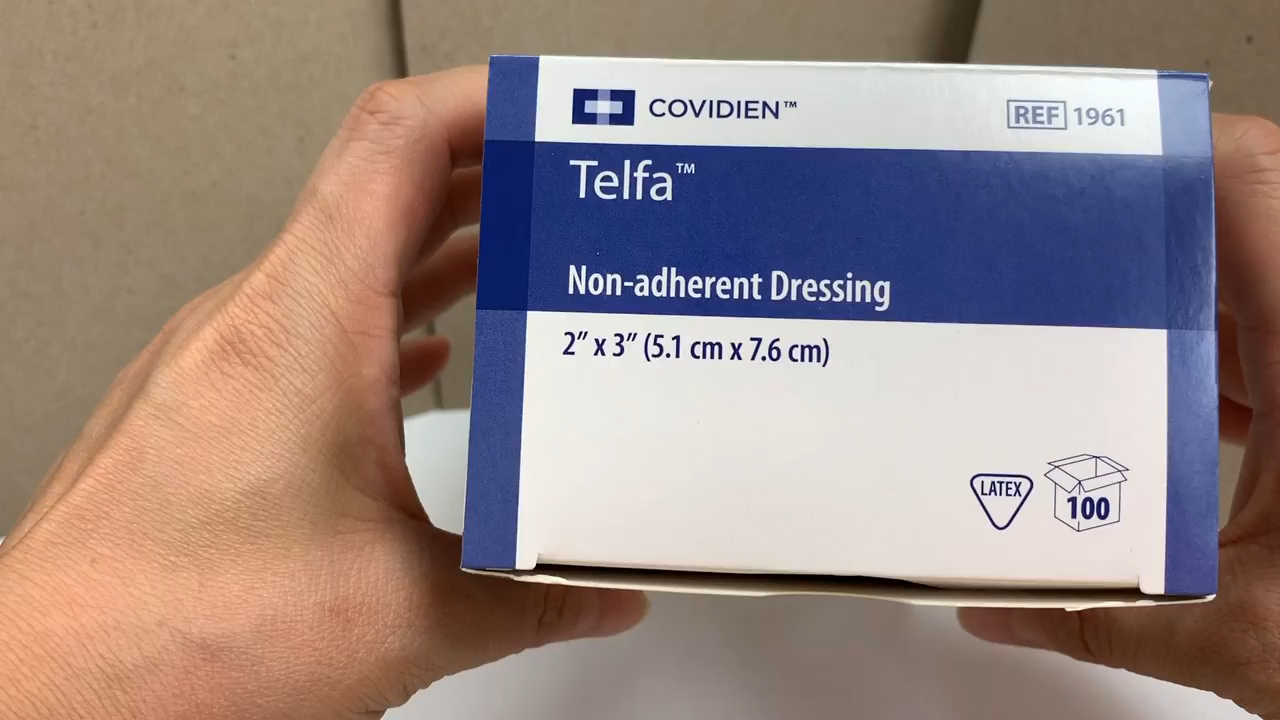 COVIDIEN™
REF 1961
Telfa™
Non-adherent Dressing
2” x 3” (5.1 cm x 7.6 cm)
LATEX
100